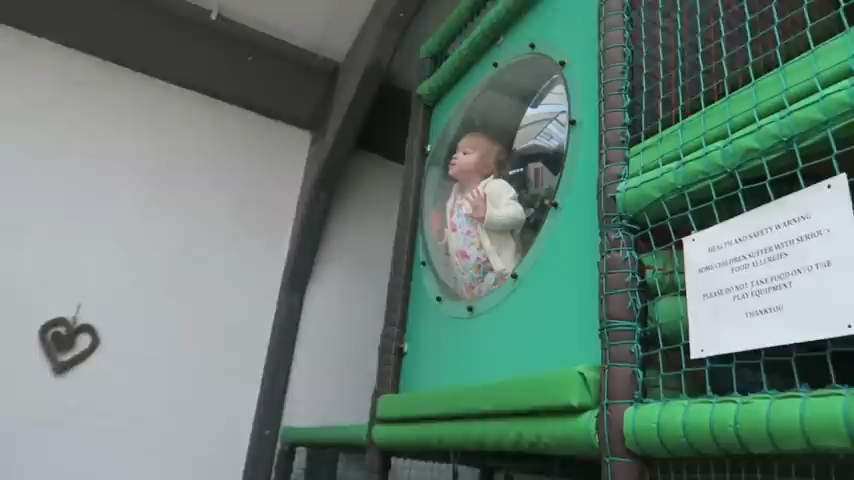 HEALTH AND SAFETY WARNING
SOME CHILDREN SUFFER WITH SERIOUS
FOOD ALLERGIES
PLEASE DO NOT TAKE FOOD ONTO THE
PLAY EQUIPMENT
THANKYOU